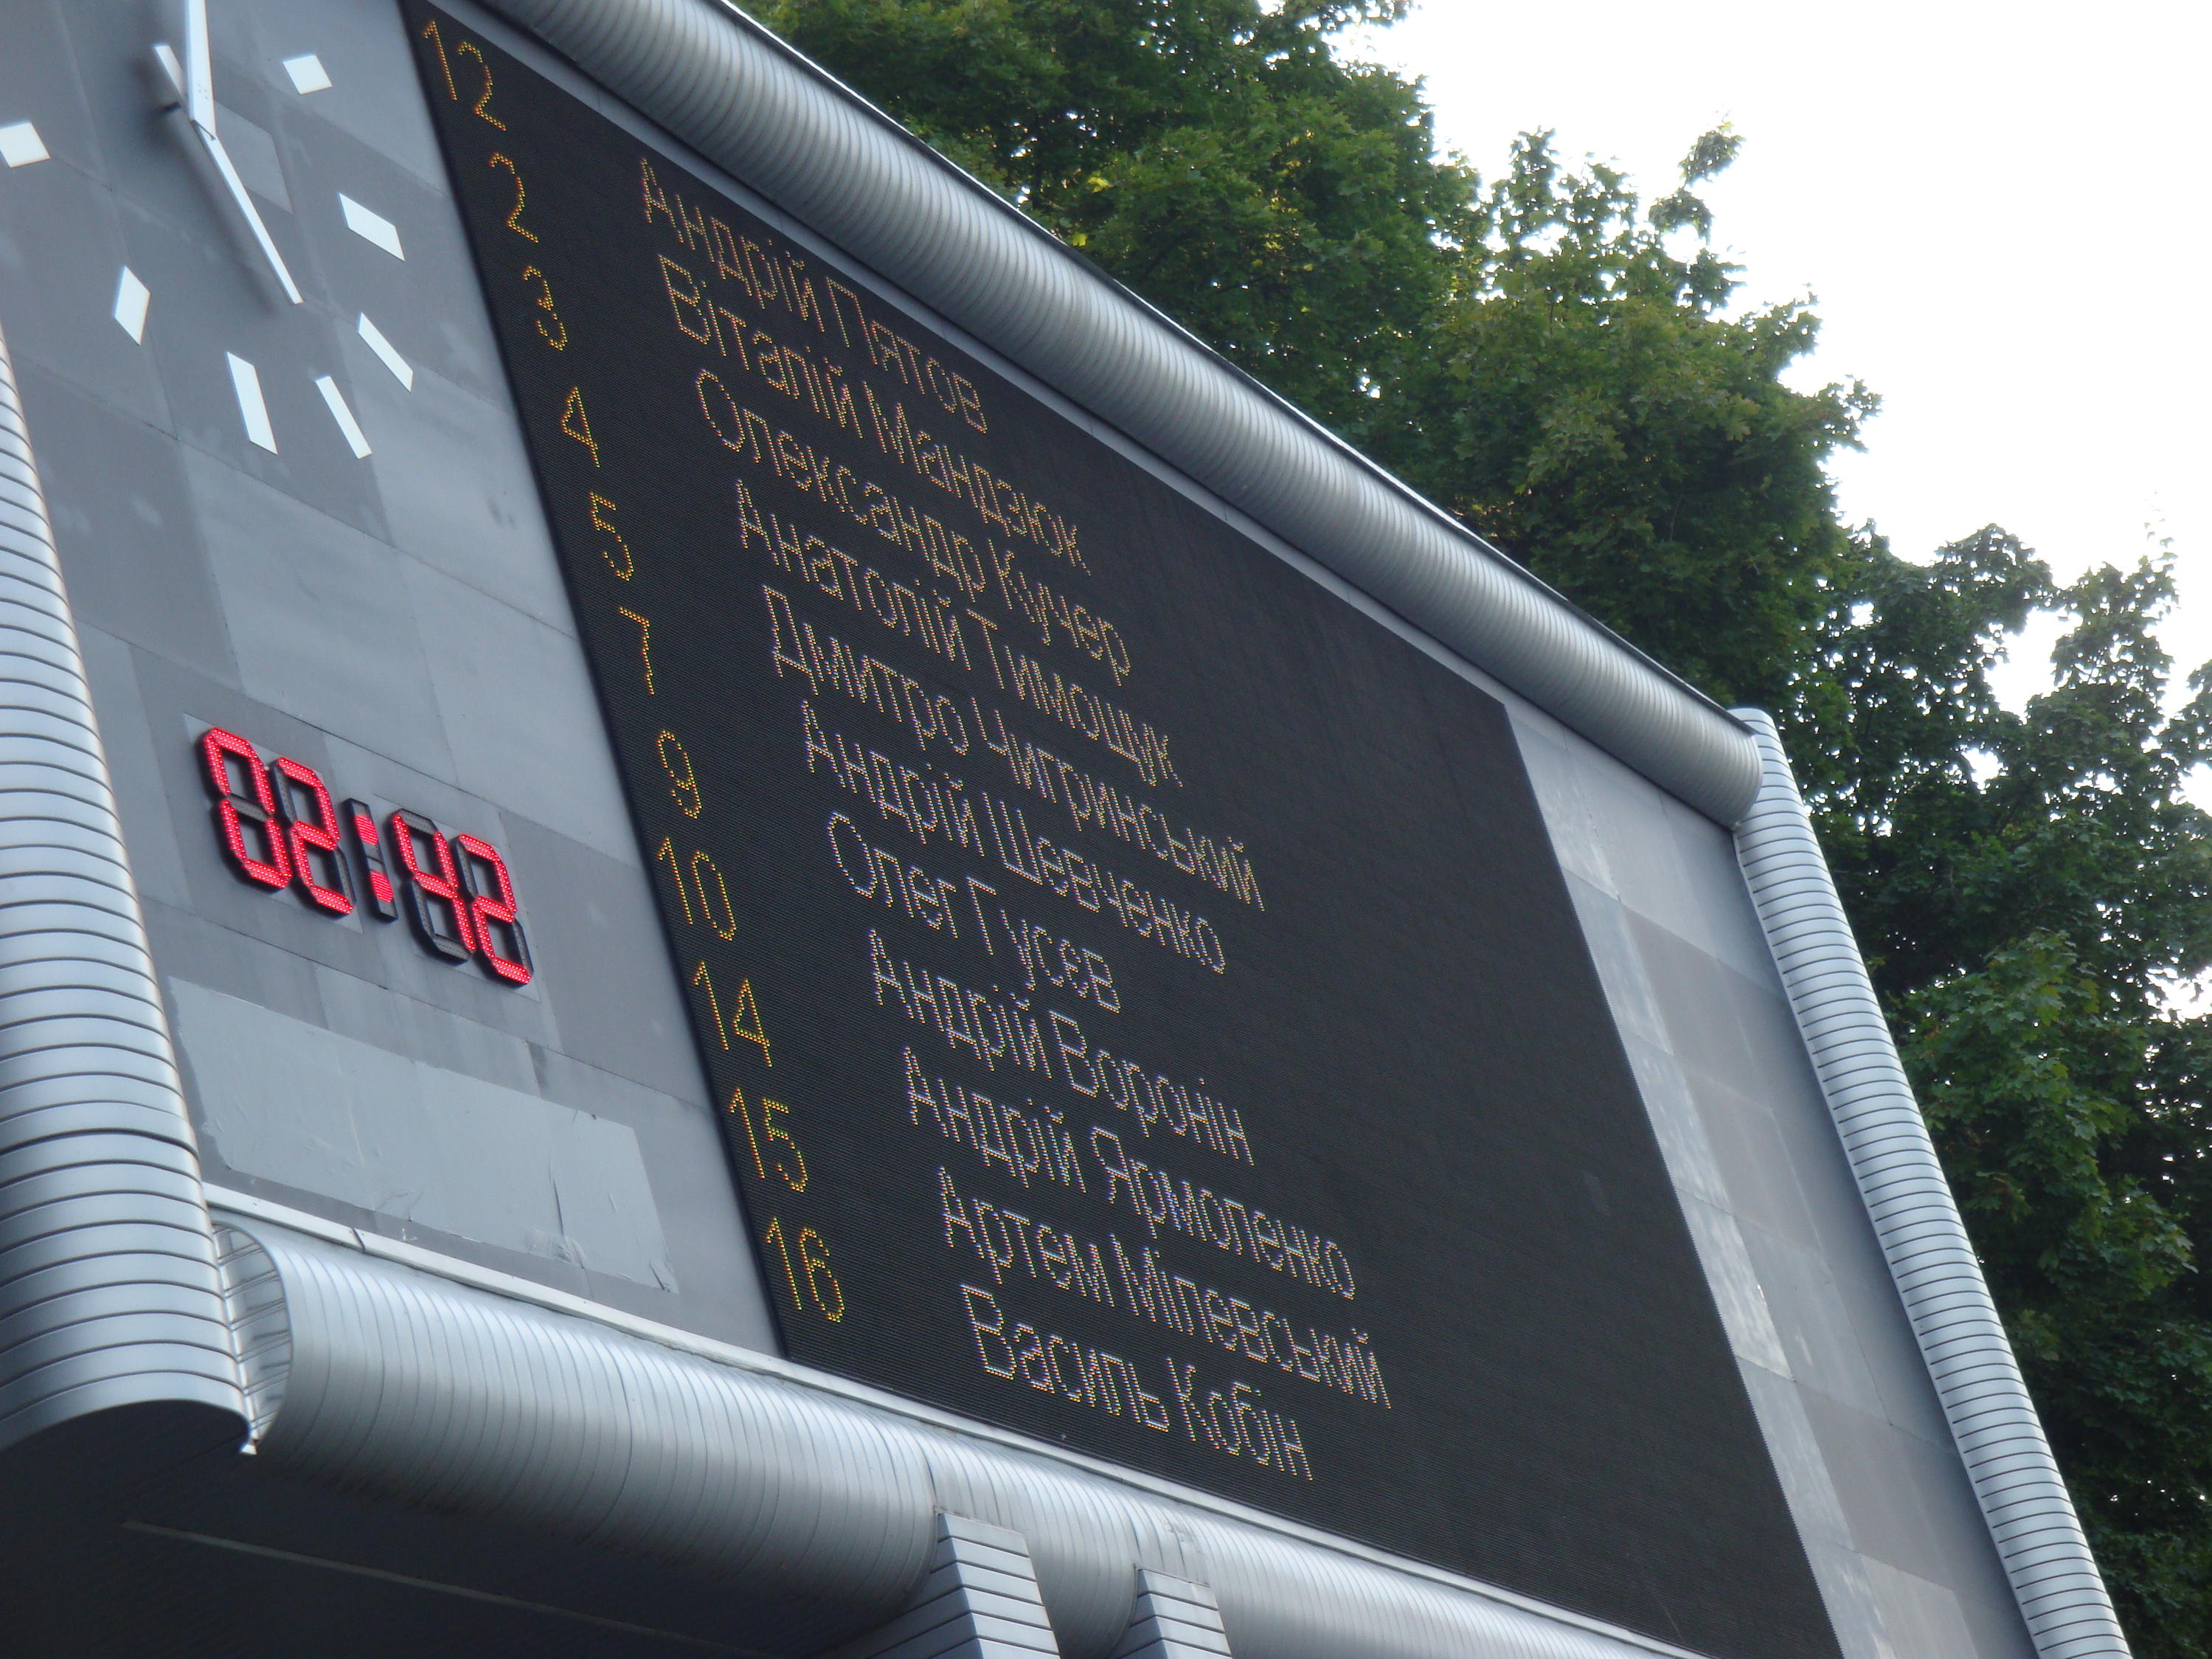 12 Андрій Пятов
2 Віталій Мандзюк
3 Олександр Кучер
4 Анатолій Тимощук
5 Дмитро Чигринський
7 Андрій Шевченко
9 Олег Гусєв
10 Андрій Воронін
14 Андрій Ярмоленко
15 Артем Мілевський
16 Василь Кобін
02:42